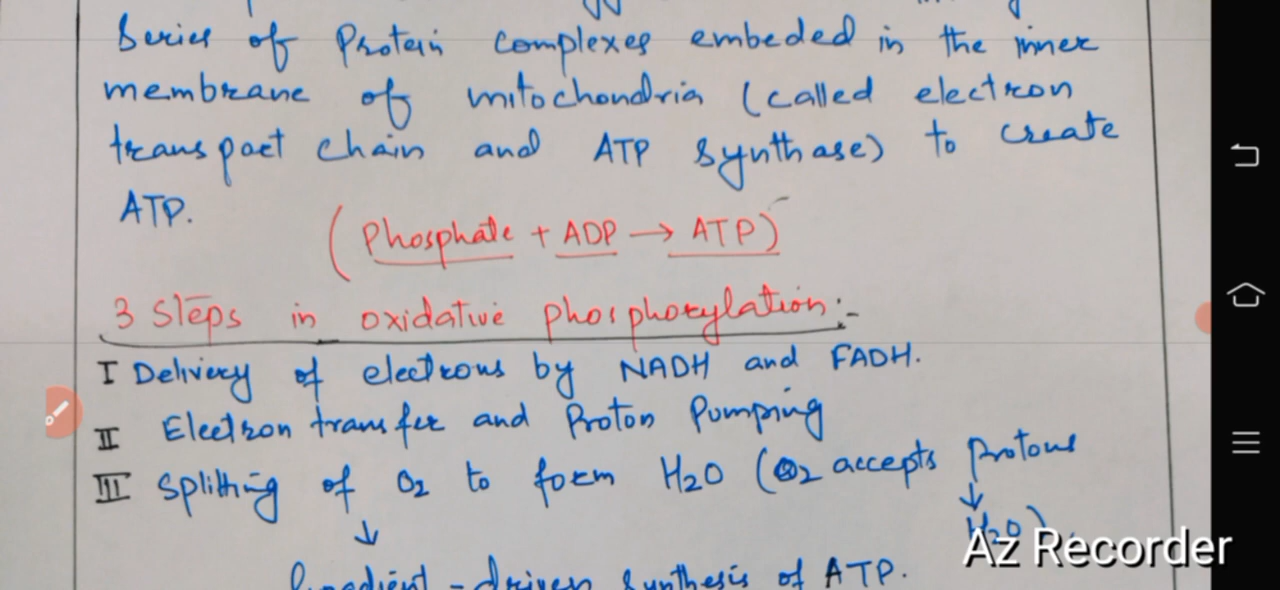 Series of Protein complexes embeded in the inner
membrane of mitochondria (called electron
transport chain and ATP synthase) to create
ATP.
(Phosphate + ADP → ATP)
3 Steps in oxidative phosphorylation:-
I Delivery of electrons by NADH and FADH.
II Electron transfer and Proton Pumping
III Splitting of O2 to form H2O (O2 accepts protons
↓ ↓
H2O)
Gradient - driven synthesis of ATP.
Az Recorder